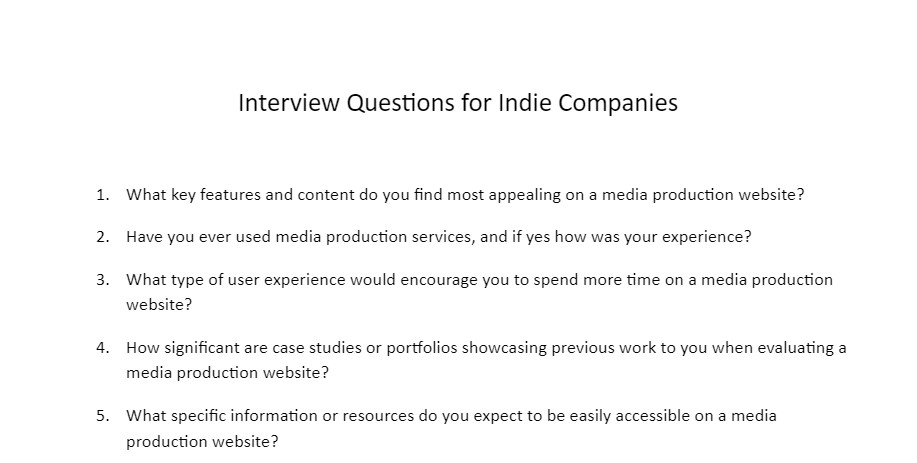 Interview Questions for Indie Companies
1. What key features and content do you find most appealing on a media production website?
2. Have you ever used media production services, and if yes how was your experience?
3. What type of user experience would encourage you to spend more time on a media production
website?
4. How significant are case studies or portfolios showcasing previous work to you when evaluating a
media production website?
5. What specific information or resources do you expect to be easily accessible on a media
production website?